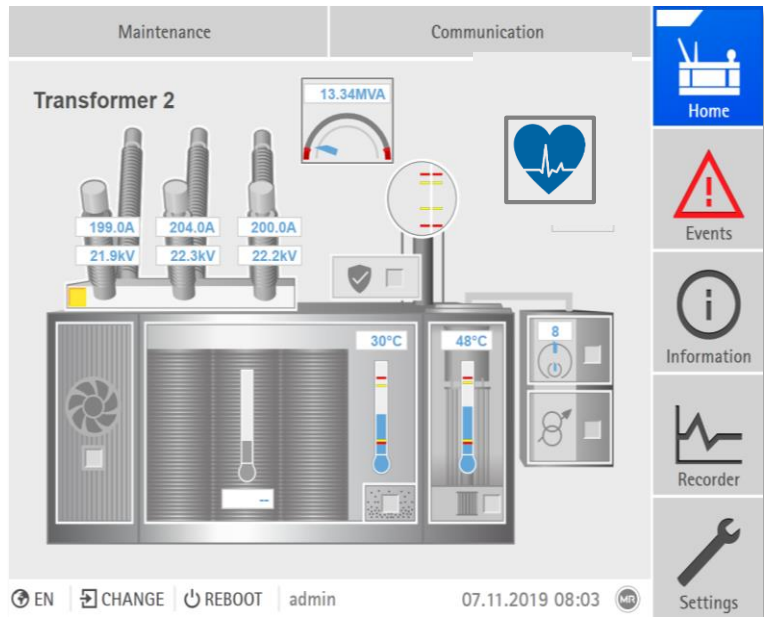 Maintenance
Communication
Transformer 2
13.34MVA
Home
199.0A
204.0A
200.0A
21.9kV
22.3kV
22.2kV
Events
30°C
48°C
8
Information
--
Recorder
EN
CHANGE
REBOOT
admin
07.11.2019 08:03
MR
Settings